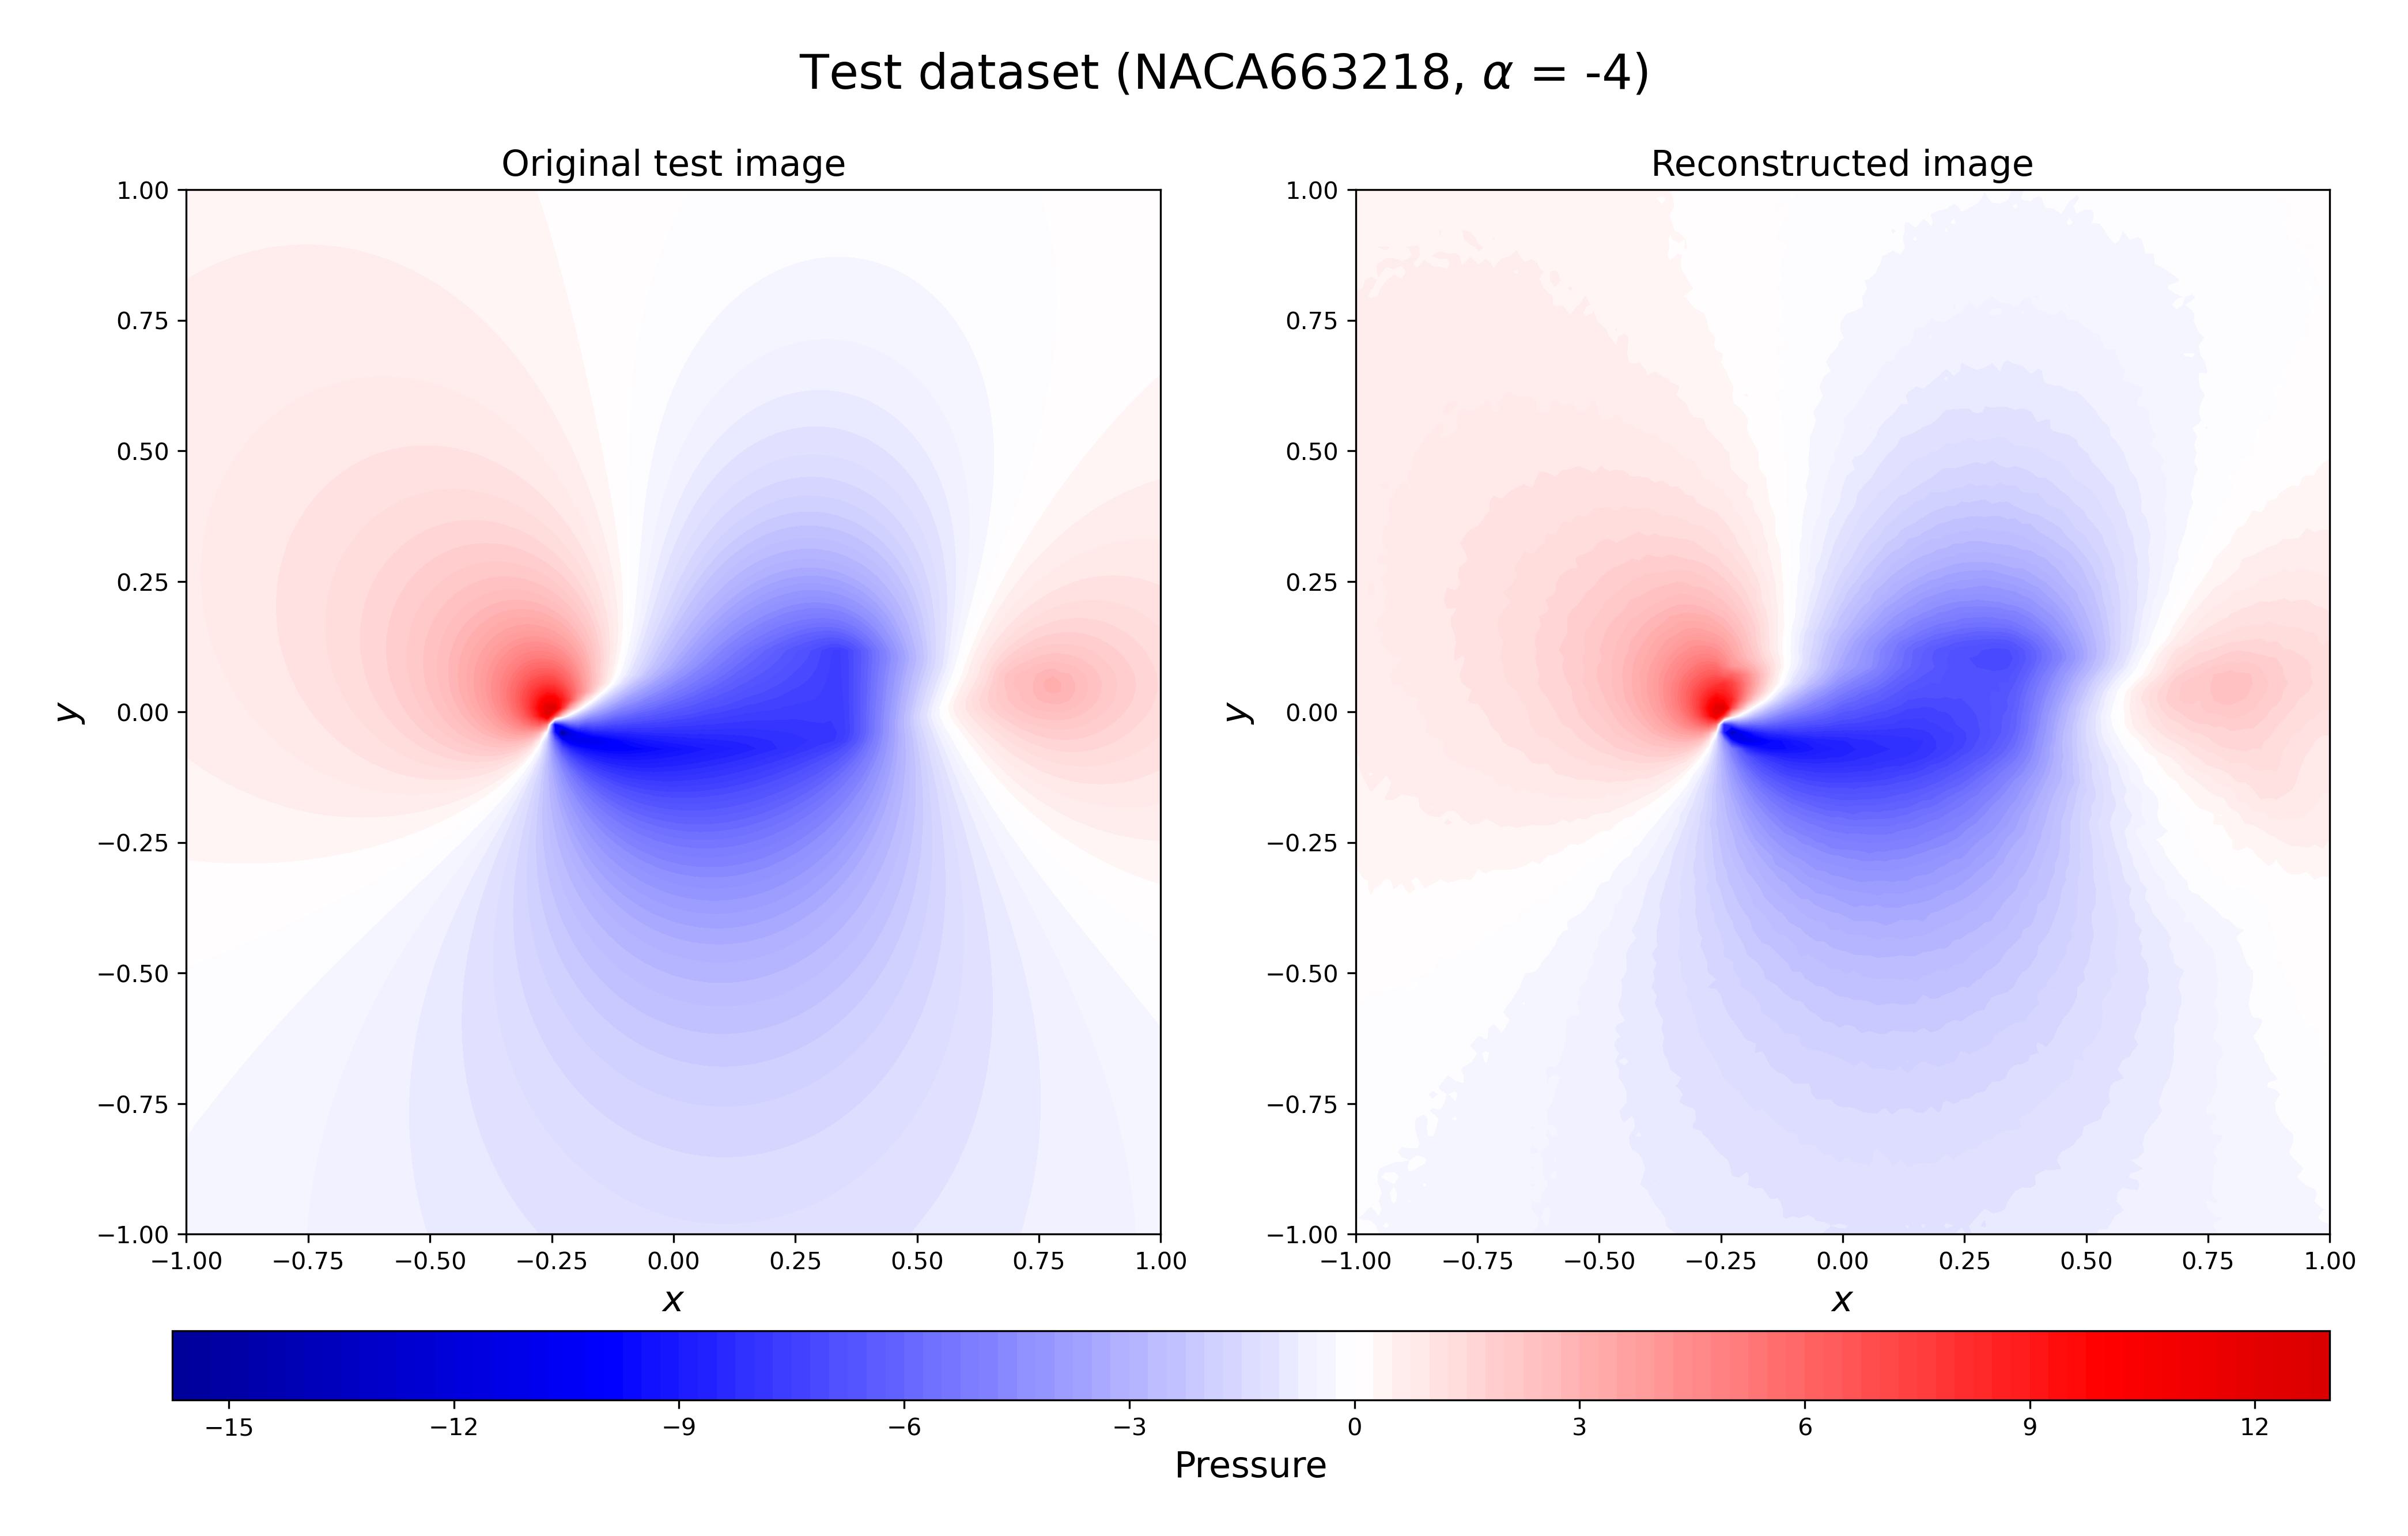 Test dataset (NACA663218, α = -4)
Original test image
Reconstructed image
1.00
0.75
0.50
0.25
0.00
−0.25
−0.50
−0.75
−1.00
y
−1.00 −0.75 −0.50 −0.25 0.00 0.25 0.50 0.75 1.00
x
1.00
0.75
0.50
0.25
0.00
−0.25
−0.50
−0.75
−1.00
y
−1.00 −0.75 −0.50 −0.25 0.00 0.25 0.50 0.75 1.00
x
−15 −12 −9 −6 −3 0 3 6 9 12
Pressure